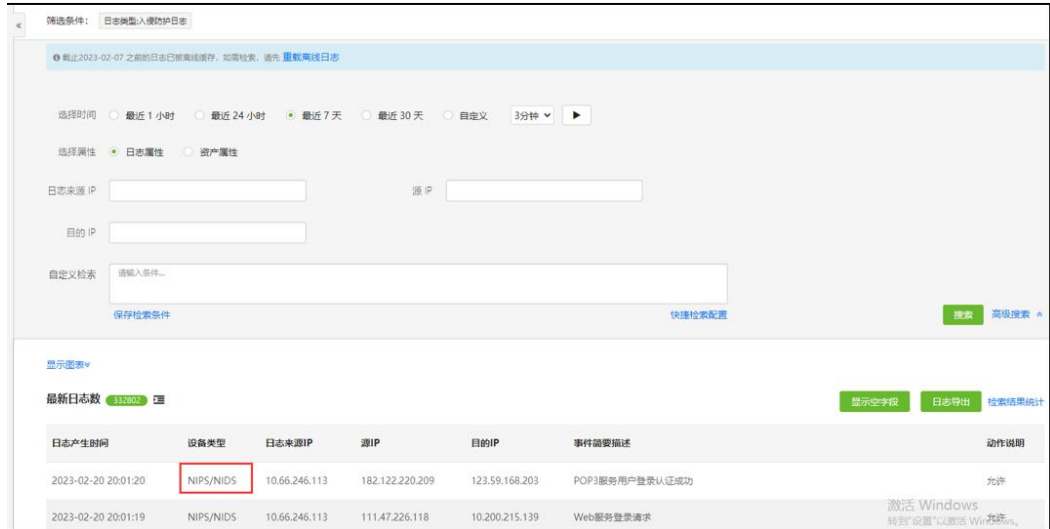 筛选条件： 日志类型:入侵防护日志
«
截止2023-02-07 之前的日志已被离线缓存，如需检索，请先 重载离线日志
选择时间 最近 1 小时 最近 24 小时 最近 7 天 最近 30 天 自定义 3分钟
选择属性 日志属性 资产属性
日志来源 IP 源 IP
目的 IP
自定义检索 请输入条件...
保存检索条件 快捷检索配置 搜索 高级搜索
显示图表
最新日志数 332802 显示空字段 日志导出 检索结果统计
日志产生时间 设备类型 日志来源IP 源IP 目的IP 事件简要描述 动作说明
2023-02-20 20:01:20 NIPS/NIDS 10.66.246.113 182.122.220.209 123.59.168.203 POP3服务用户登录认证成功 允许
2023-02-20 20:01:19 NIPS/NIDS 10.66.246.113 111.47.226.118 10.200.215.139 Web服务登录请求 允许
激活 Windows
转到"设置"以激活 Windows。